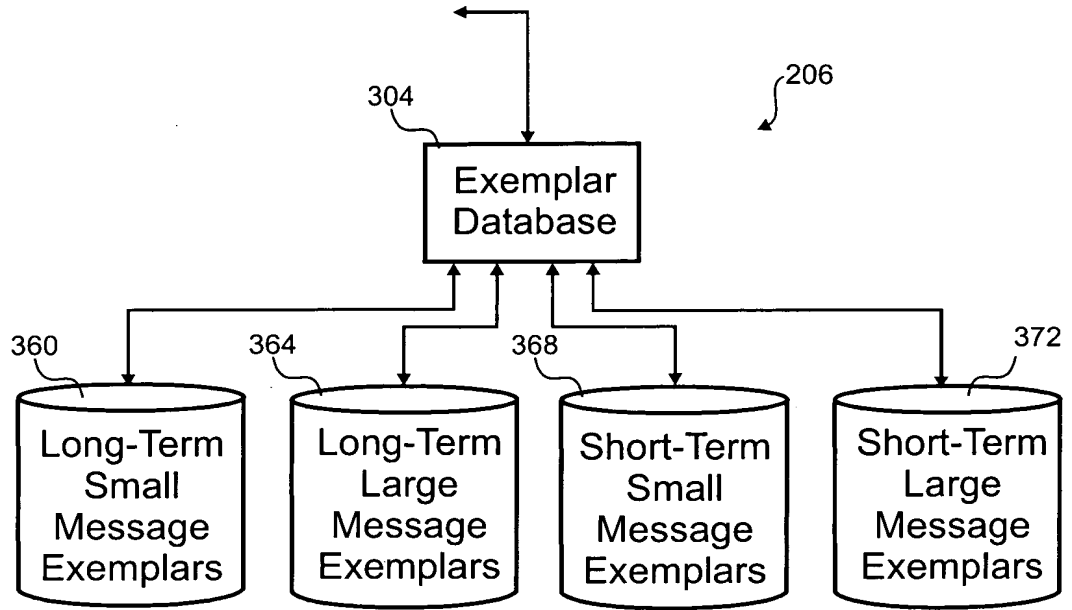 206
304
Exemplar
Database
360
364
368
372
Long-Term
Small
Message
Exemplars
Long-Term
Large
Message
Exemplars
Short-Term
Small
Message
Exemplars
Short-Term
Large
Message
Exemplars